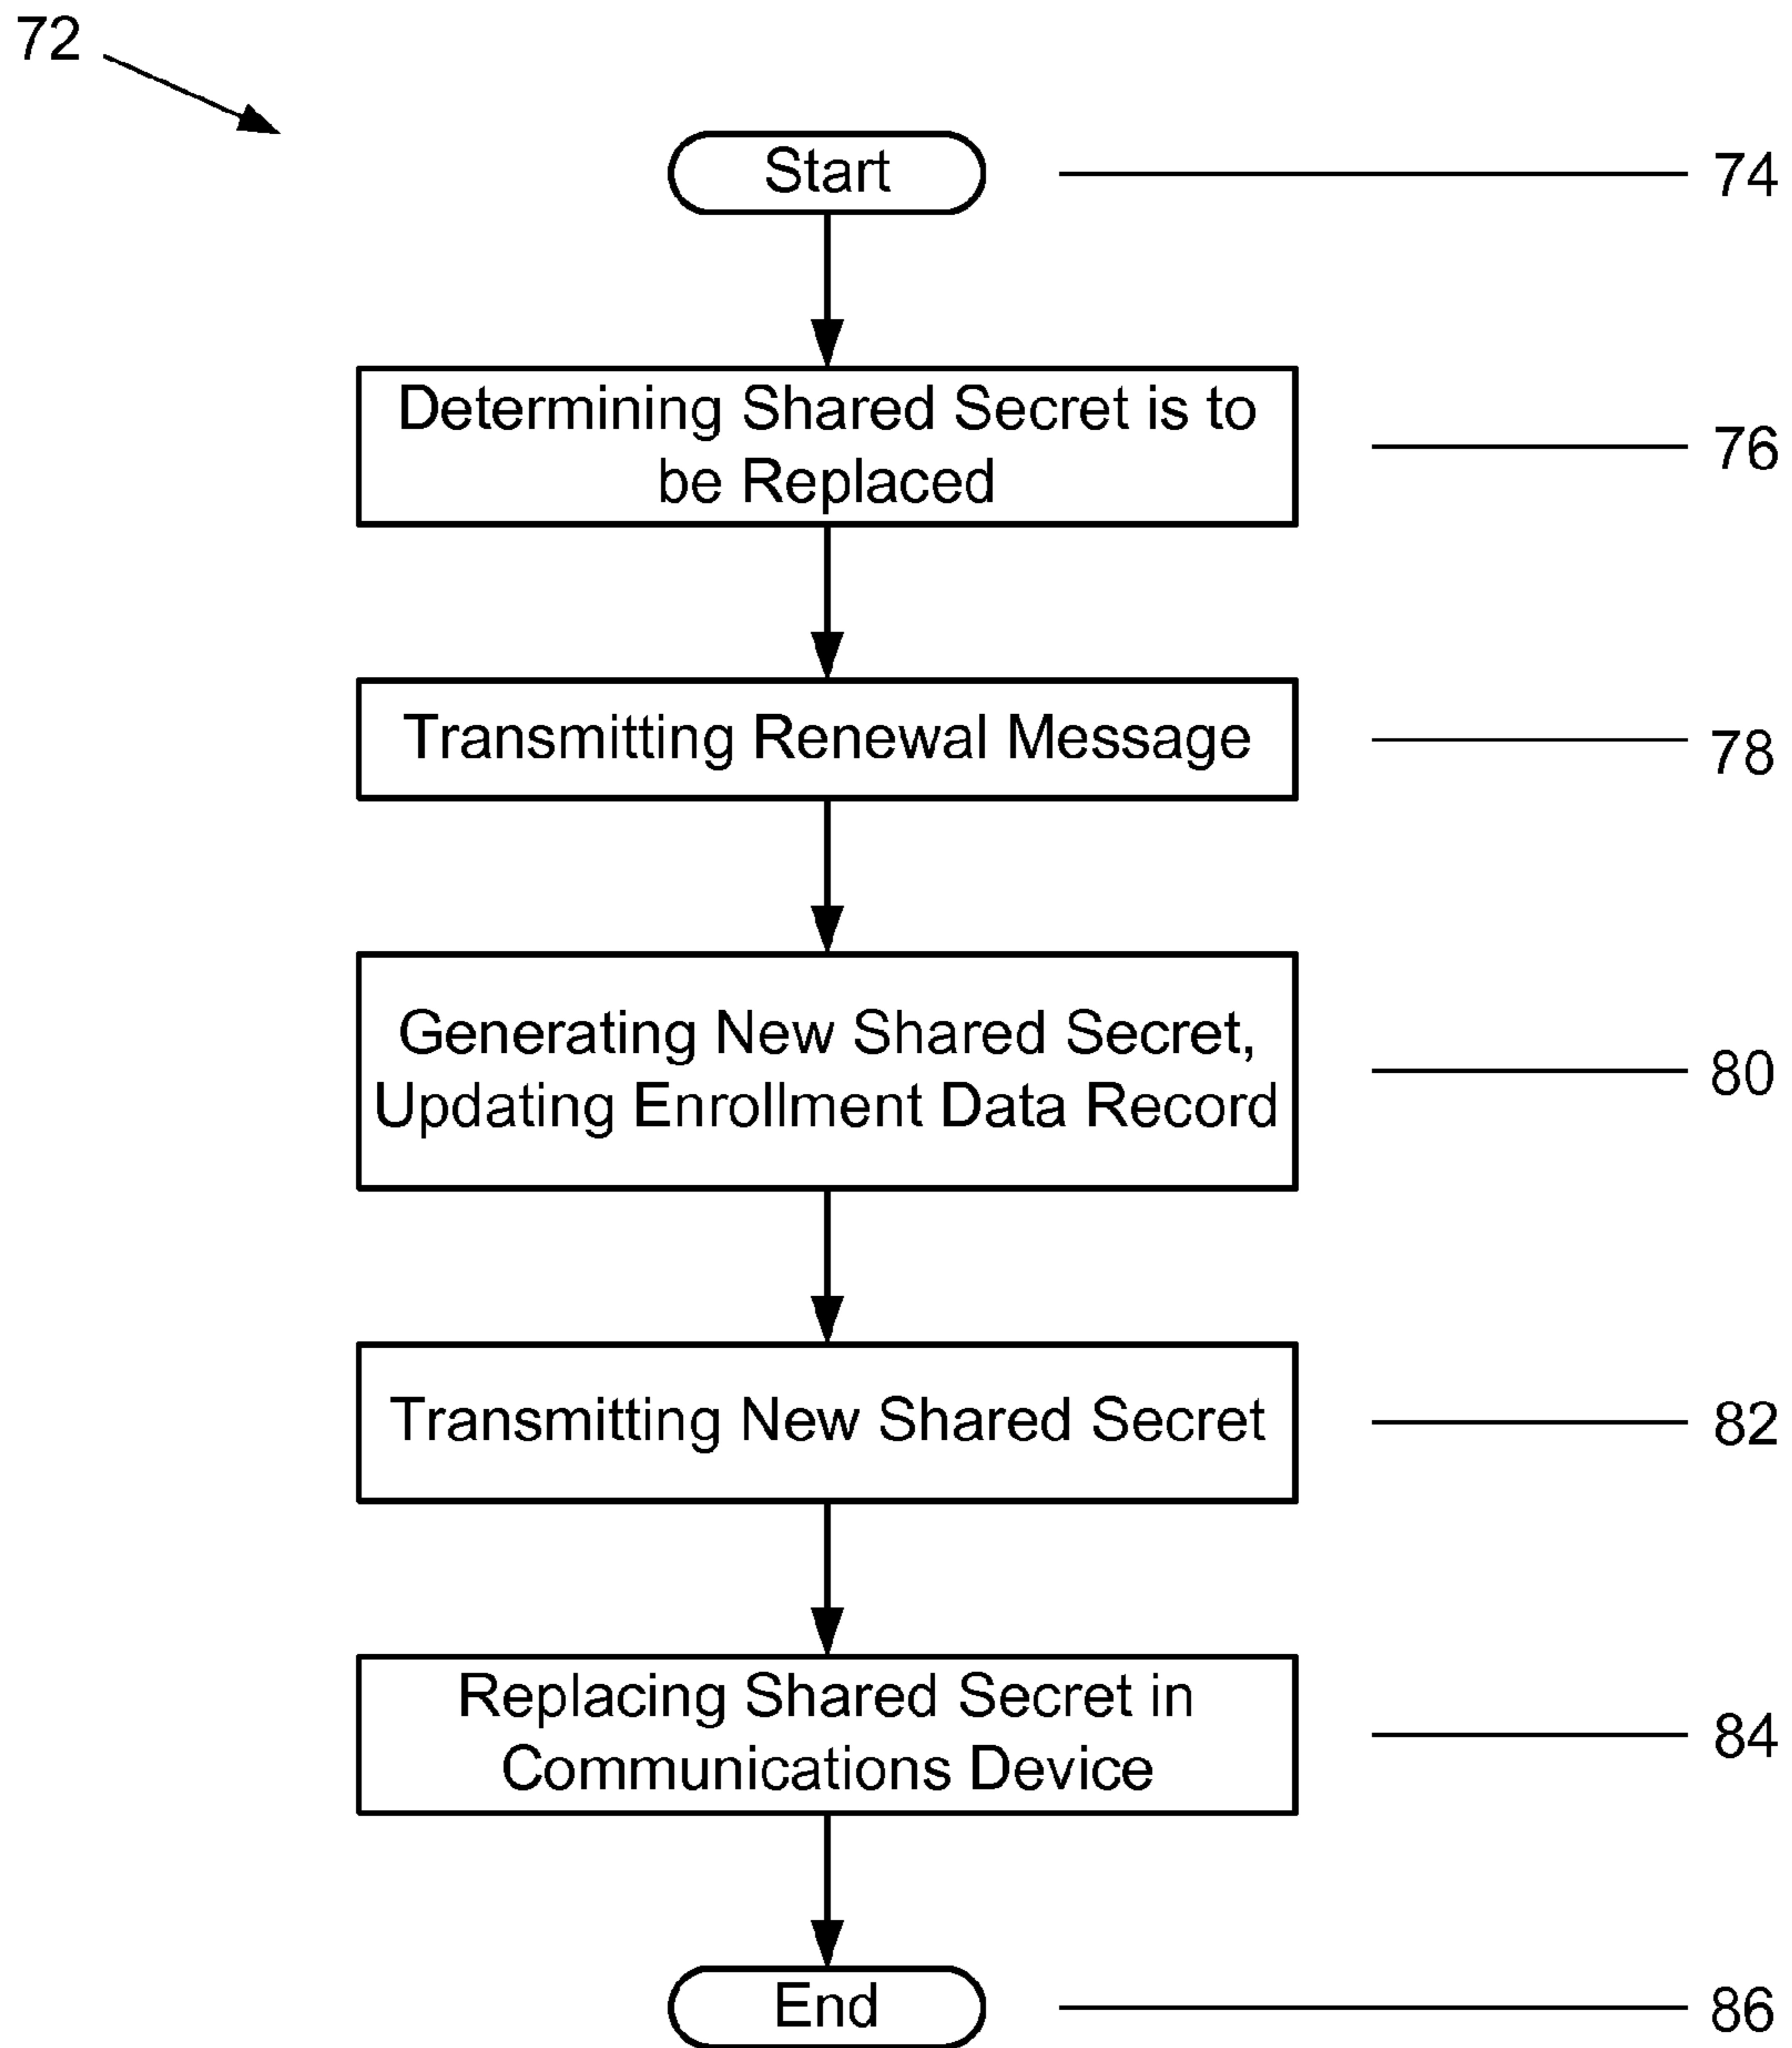 72
Start
74
Determining Shared Secret is to
be Replaced
76
Transmitting Renewal Message
78
Generating New Shared Secret,
Updating Enrollment Data Record
80
Transmitting New Shared Secret
82
Replacing Shared Secret in
Communications Device
84
End
86